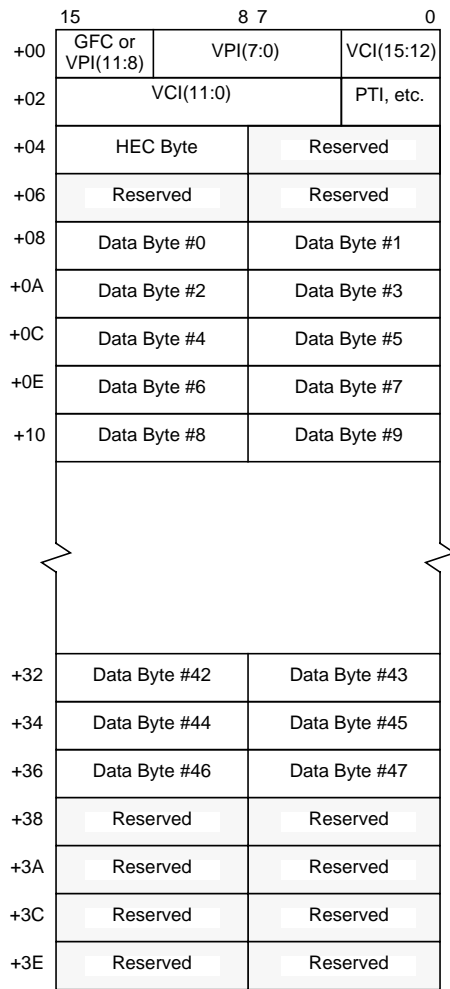 15 8 7 0
+00 GFC or VPI(11:8) VPI(7:0) VCI(15:12)
+02 VCI(11:0) PTI, etc.
+04 HEC Byte Reserved
+06 Reserved Reserved
+08 Data Byte #0 Data Byte #1
+0A Data Byte #2 Data Byte #3
+0C Data Byte #4 Data Byte #5
+0E Data Byte #6 Data Byte #7
+10 Data Byte #8 Data Byte #9
+32 Data Byte #42 Data Byte #43
+34 Data Byte #44 Data Byte #45
+36 Data Byte #46 Data Byte #47
+38 Reserved Reserved
+3A Reserved Reserved
+3C Reserved Reserved
+3E Reserved Reserved